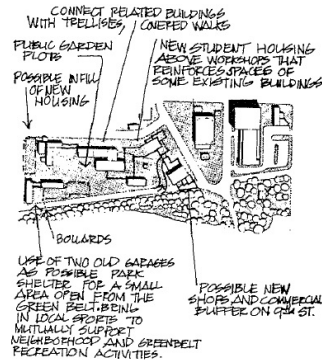 CONNECT RELATED BUILDINGS
WITH TRELLISES, COVERED WALKS
PUBLIC GARDEN
PLOTS
POSSIBLE INFILL
OF NEW
HOUSING
NEW STUDENT HOUSING
ABOVE WORKSHOPS THAT
REINFORCES SPACES OF
SOME EXISTING BUILDINGS
BOLLARDS
USE OF TWO OLD GARAGES
AS POSSIBLE PARK
SHELTER FOR A SMALL
AREA OPEN FROM THE
GREEN BELT. BRING
IN LOCAL SPORTS TO
MUTUALLY SUPPORT
NEIGHBORHOOD AND GREENBELT
RECREATION ACTIVITIES.
POSSIBLE NEW
SHOPS AND COMMERCIAL
BUFFER ON 9TH ST.